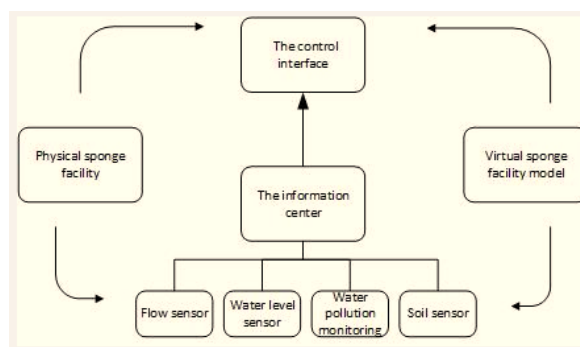 The control
interface
Physical sponge
facility
Virtual sponge
facility model
The information
center
Flow sensor
Water level
sensor
Water
pollution
monitoring
Soil sensor